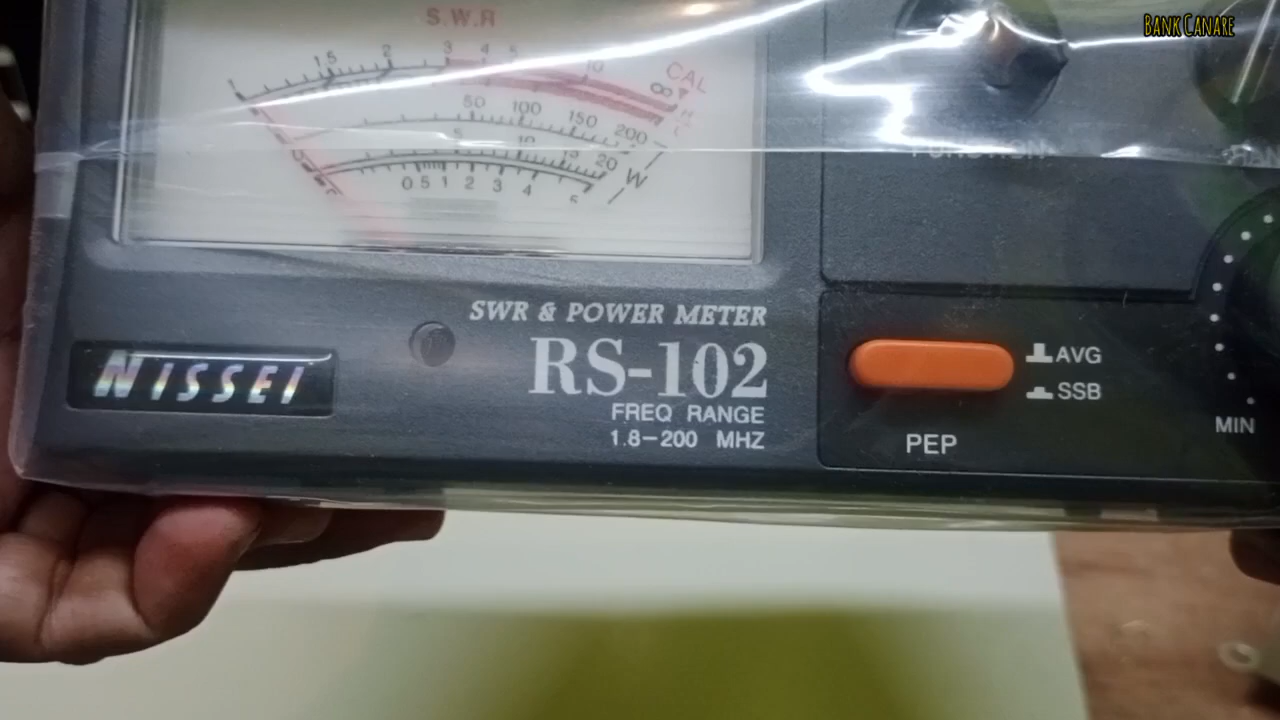 BANK CANARE
S.W.R
1 1.5 2 3 4 5 10 ∞ CAL
50 100 150 200
5 10 15 20 W
0.5 1 2 3 4
FUNCTION
SWR & POWER METER
NISSEI
RS-102
FREQ RANGE
1.8-200 MHZ
AVG
SSB
PEP
MIN